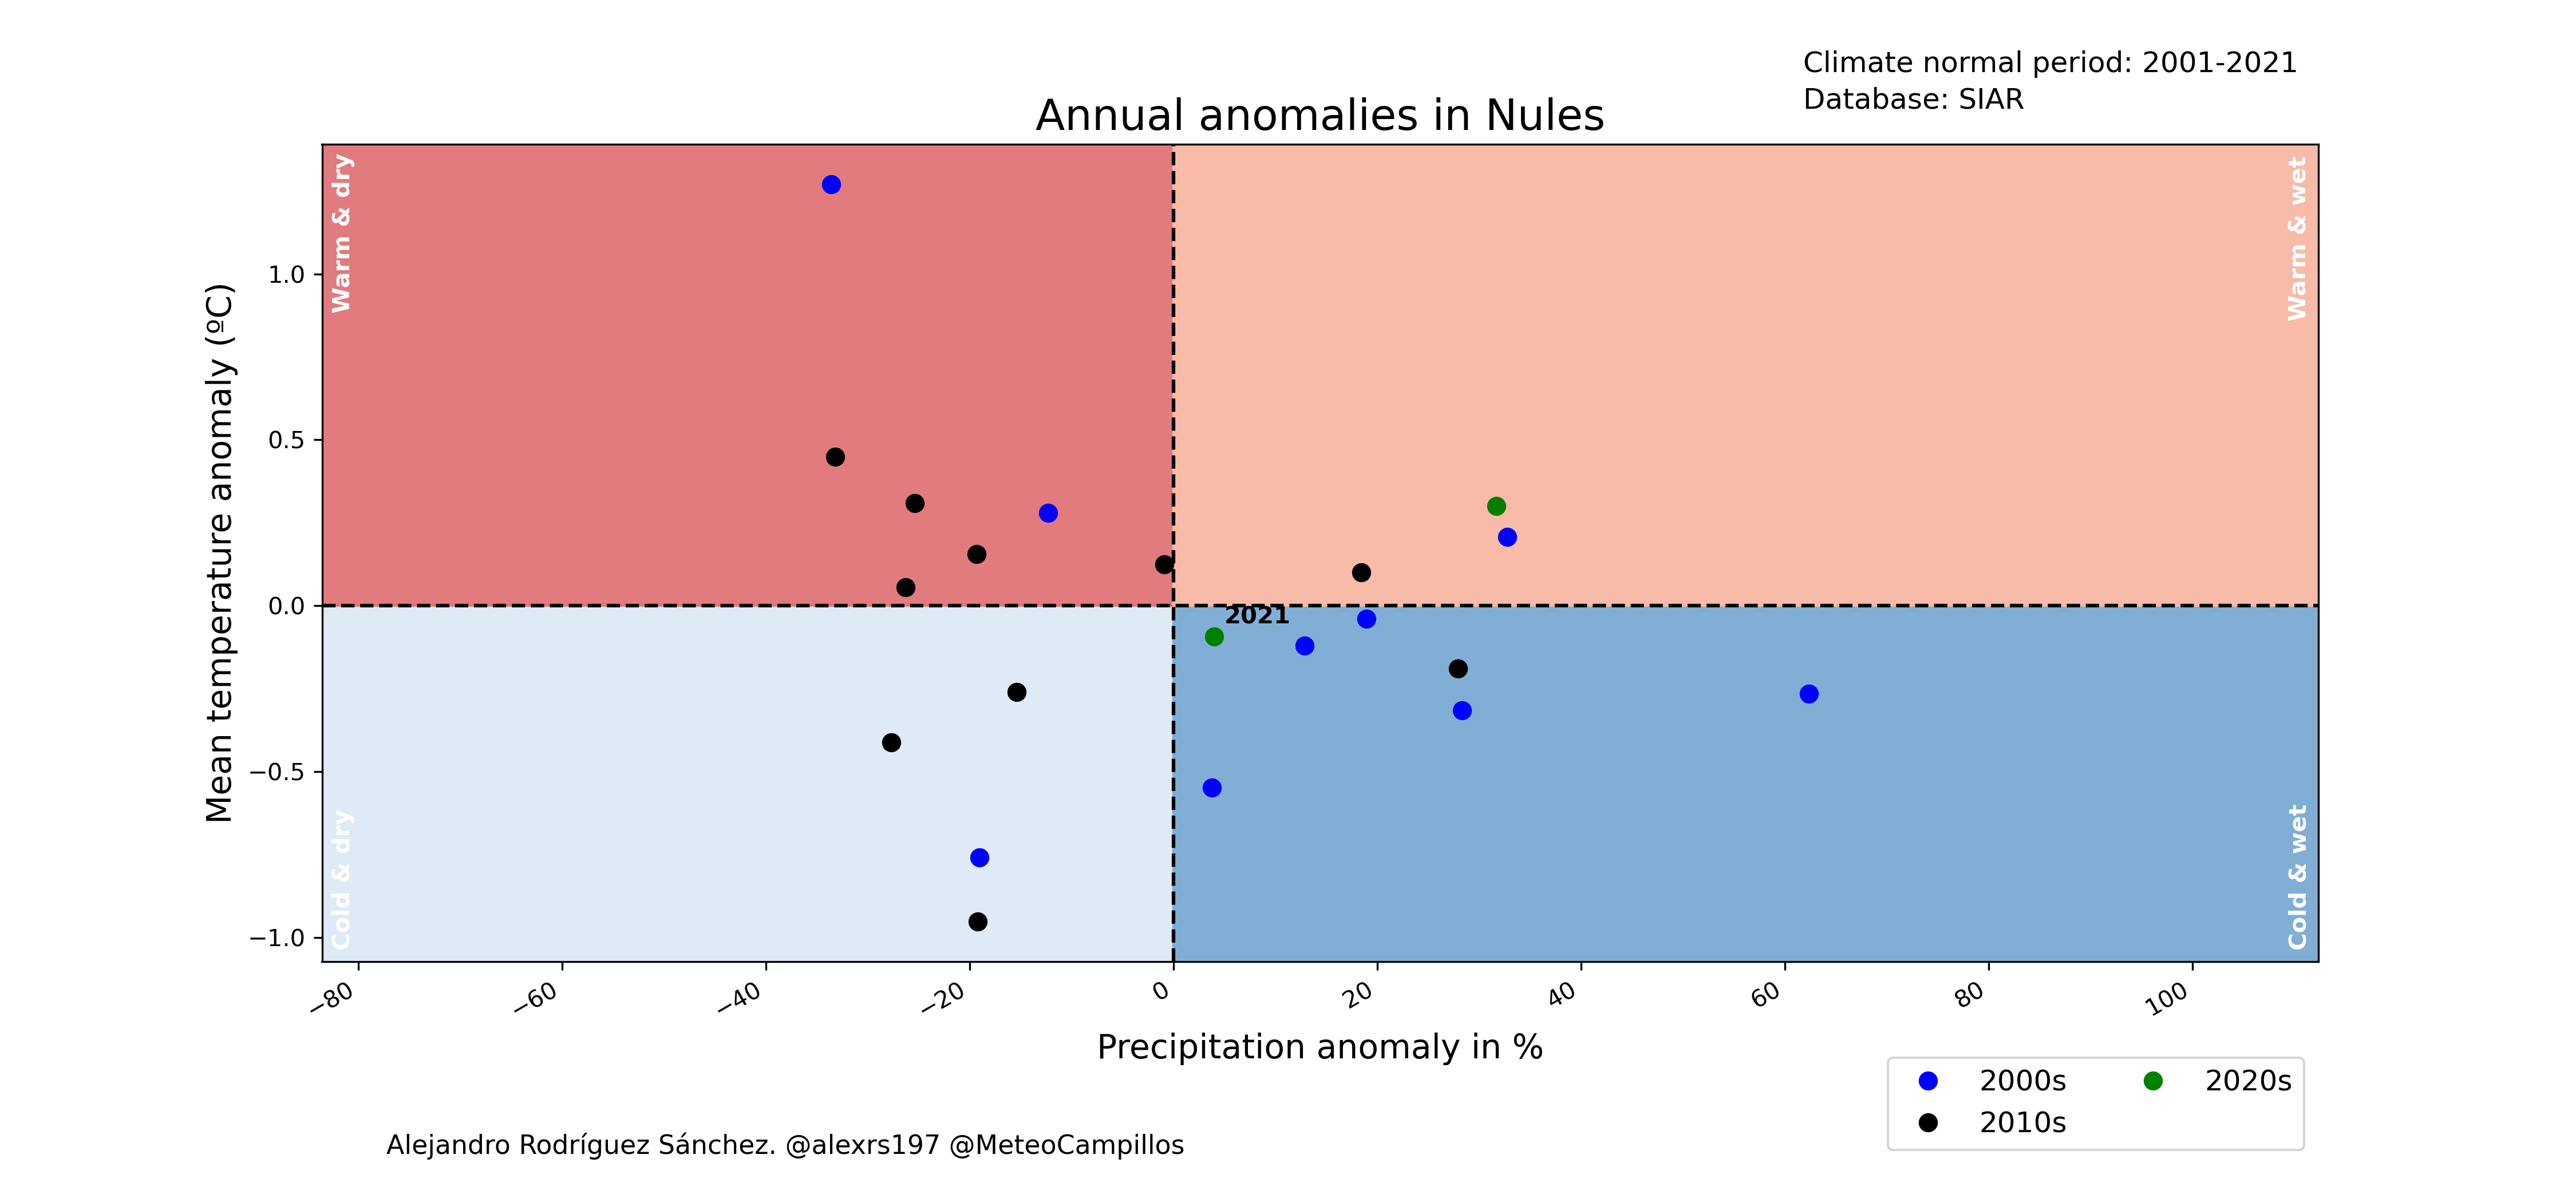 Climate normal period: 2001-2021
Database: SIAR
Annual anomalies in Nules
Warm & dry
Warm & wet
Mean temperature anomaly (ºC)
1.0
0.5
0.0
−0.5
−1.0
2021
Cold & dry
Cold & wet
−80
−60
−40
−20
0
20
40
60
80
100
Precipitation anomaly in %
2000s
2010s
2020s
Alejandro Rodríguez Sánchez. @alexrs197 @MeteoCampillos